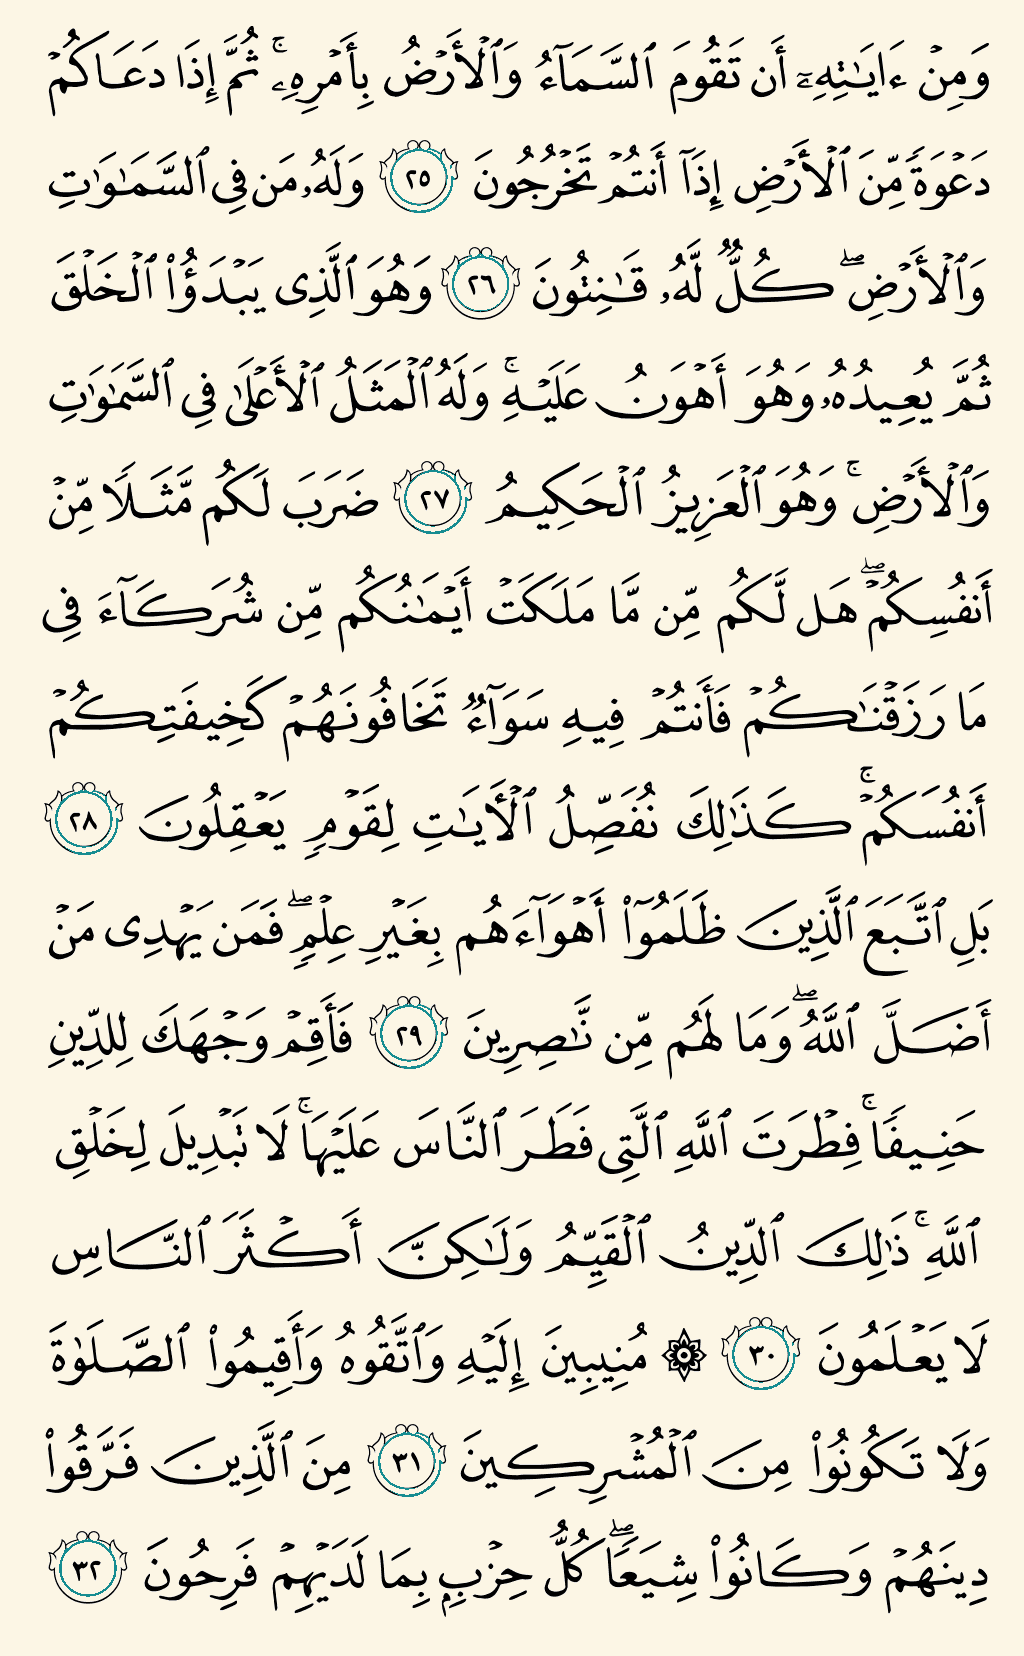 وَمِنْ ءَايَـٰتِهِۦٓ أَن تَقُومَ ٱلسَّمَآءُ وَٱلْأَرْضُ بِأَمْرِهِۦ ۚ ثُمَّ إِذَا دَعَاكُمْ
دَعْوَةً مِّنَ ٱلْأَرْضِ إِذَآ أَنتُمْ تَخْرُجُونَ ٢٥ وَلَهُۥ مَن فِى ٱلسَّمَـٰوَٰتِ
وَٱلْأَرْضِ ۖ كُلٌّ لَّهُۥ قَـٰنِتُونَ ٢٦ وَهُوَ ٱلَّذِى يَبْدَؤُا۟ ٱلْخَلْقَ
ثُمَّ يُعِيدُهُۥ وَهُوَ أَهْوَنُ عَلَيْهِ ۚ وَلَهُ ٱلْمَثَلُ ٱلْأَعْلَىٰ فِى ٱلسَّمَـٰوَٰتِ
وَٱلْأَرْضِ ۚ وَهُوَ ٱلْعَزِيزُ ٱلْحَكِيمُ ٢٧ ضَرَبَ لَكُم مَّثَلًا مِّنْ
أَنفُسِكُمْ ۖ هَل لَّكُم مِّن مَّا مَلَكَتْ أَيْمَـٰنُكُم مِّن شُرَكَآءَ فِى
مَا رَزَقْنَـٰكُمْ فَأَنتُمْ فِيهِ سَوَآءٌ تَخَافُونَهُمْ كَخِيفَتِكُمْ
أَنفُسَكُمْ ۚ كَذَٰلِكَ نُفَصِّلُ ٱلْـَٔايَـٰتِ لِقَوْمٍ يَعْقِلُونَ ٢٨
بَلِ ٱتَّبَعَ ٱلَّذِينَ ظَلَمُوٓا۟ أَهْوَآءَهُم بِغَيْرِ عِلْمٍ ۖ فَمَن يَهْدِى مَنْ
أَضَلَّ ٱللَّهُ ۖ وَمَا لَهُم مِّن نَّـٰصِرِينَ ٢٩ فَأَقِمْ وَجْهَكَ لِلدِّينِ
حَنِيفًا ۚ فِطْرَتَ ٱللَّهِ ٱلَّتِى فَطَرَ ٱلنَّاسَ عَلَيْهَا ۚ لَا تَبْدِيلَ لِخَلْقِ
ٱللَّهِ ۚ ذَٰلِكَ ٱلدِّينُ ٱلْقَيِّمُ وَلَـٰكِنَّ أَكْثَرَ ٱلنَّاسِ
لَا يَعْلَمُونَ ٣٠ ۞ مُنِيبِينَ إِلَيْهِ وَٱتَّقُوهُ وَأَقِيمُوا۟ ٱلصَّلَوٰةَ
وَلَا تَكُونُوا۟ مِنَ ٱلْمُشْرِكِينَ ٣١ مِنَ ٱلَّذِينَ فَرَّقُوا۟
دِينَهُمْ وَكَانُوا۟ شِيَعًا ۖ كُلُّ حِزْبٍۭ بِمَا لَدَيْهِمْ فَرِحُونَ ٣٢